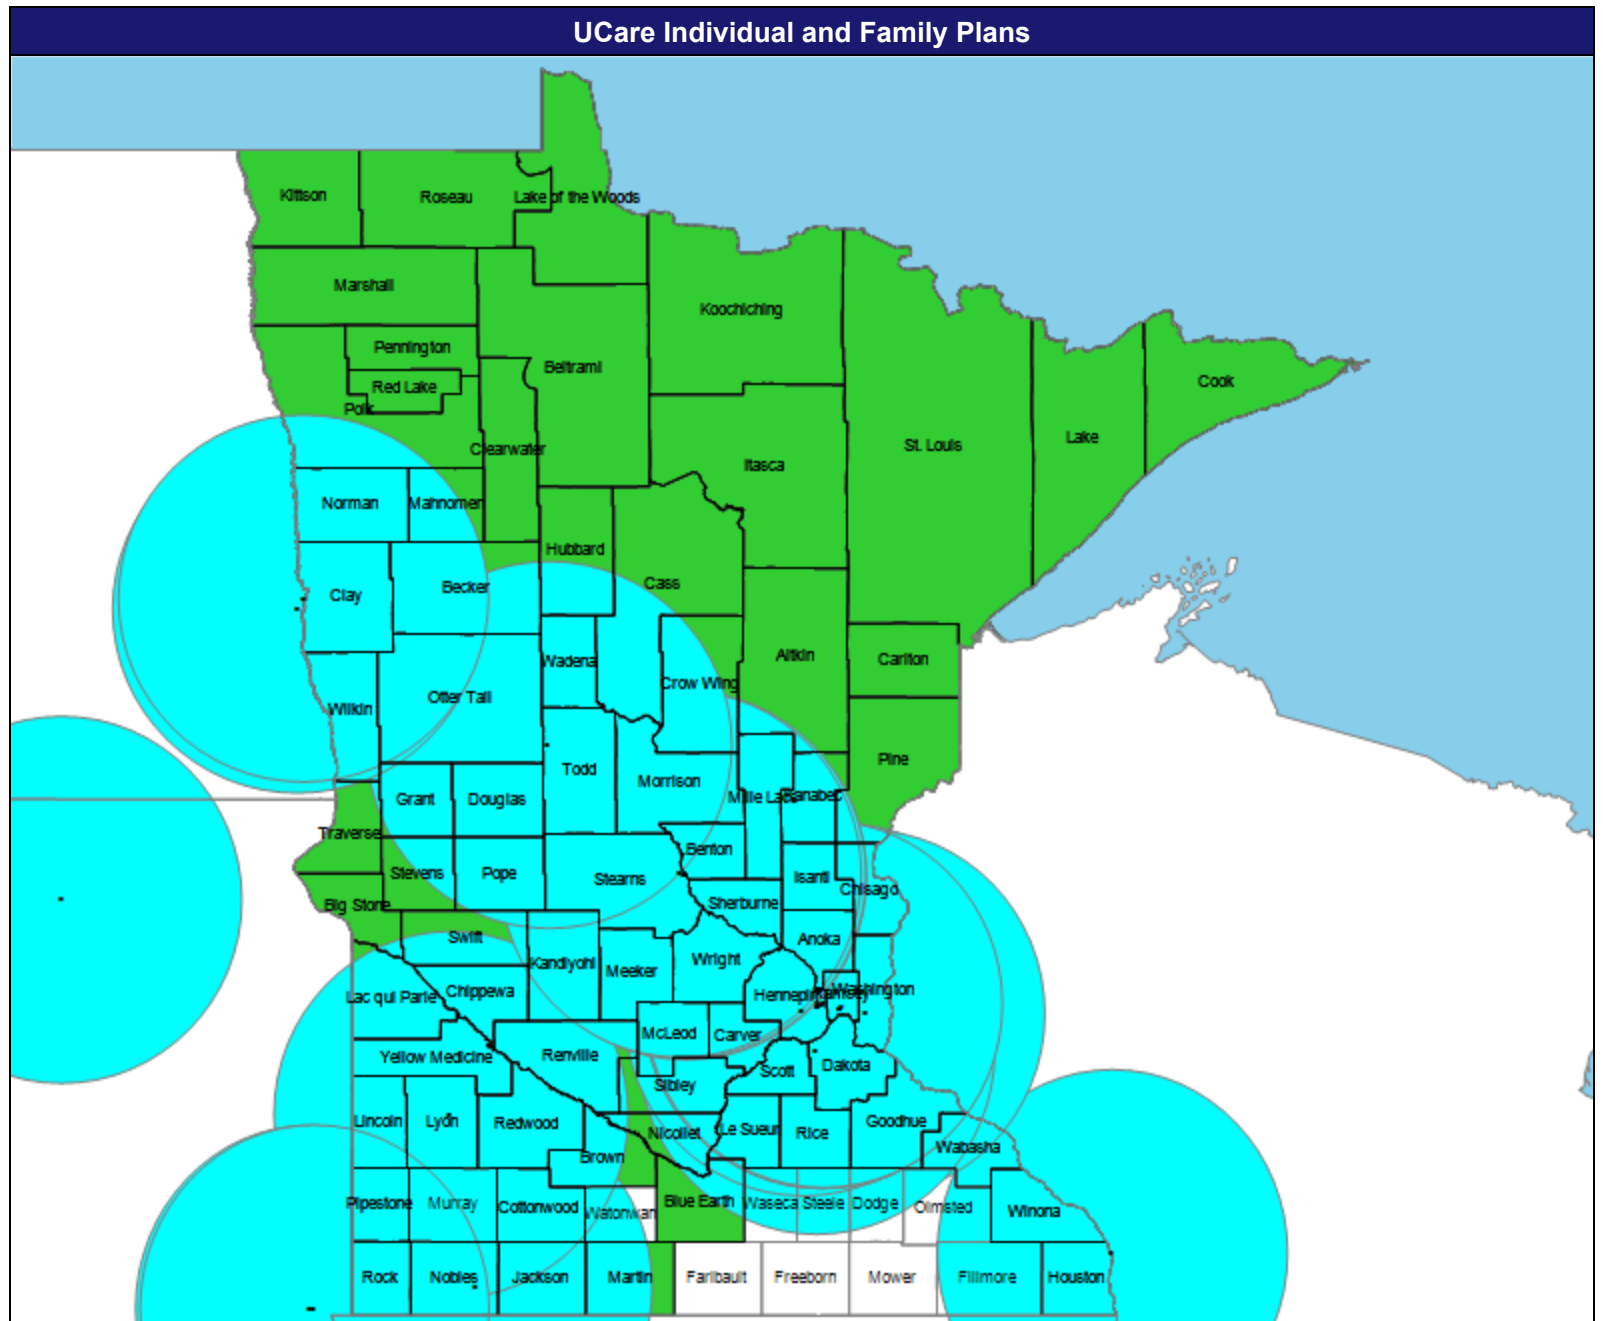 UCare Individual and Family Plans
Kittson
Roseau
Lake of the Woods
Marshall
Koochiching
Pennington
Beltrami
Red Lake
Cook
Polk
Lake
St. Louis
Clearwater
Itasca
Norman
Mahnomen
Hubbard
Cass
Becker
Clay
Aitkin
Carlton
Wadena
Crow Wing
Otter Tail
Wilkin
Pine
Todd
Morrison
Grant
Douglas
Mille Lacs
Kanabec
Traverse
Benton
Stevens
Pope
Stearns
Isanti
Chisago
Big Stone
Sherburne
Swift
Anoka
Kandiyohi
Meeker
Wright
Lac qui Parle
Chippewa
Hennepin
Ramsey
Washington
McLeod
Carver
Yellow Medicine
Renville
Scott
Dakota
Sibley
Lincoln
Lyon
Redwood
Nicollet
Le Sueur
Rice
Goodhue
Brown
Wabasha
Pipestone
Murray
Cottonwood
Watonwan
Blue Earth
Waseca
Steele
Dodge
Olmsted
Winona
Rock
Nobles
Jackson
Martin
Faribault
Freeborn
Mower
Fillmore
Houston